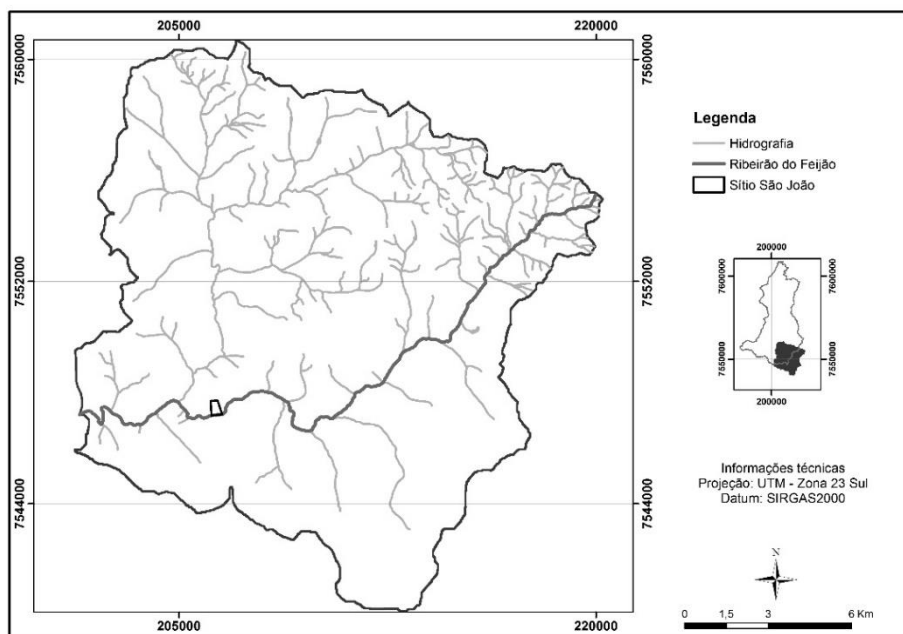 205000
220000
7560000
7560000
7552000
7552000
7544000
7544000
205000
220000
Legenda
Hidrografia
Ribeirão do Feijão
Sítio São João
200000
7600000
7600000
7550000
7550000
200000
Informações técnicas
Projeção: UTM - Zona 23 Sul
Datum: SIRGAS2000
N
0 1,5 3 6 Km